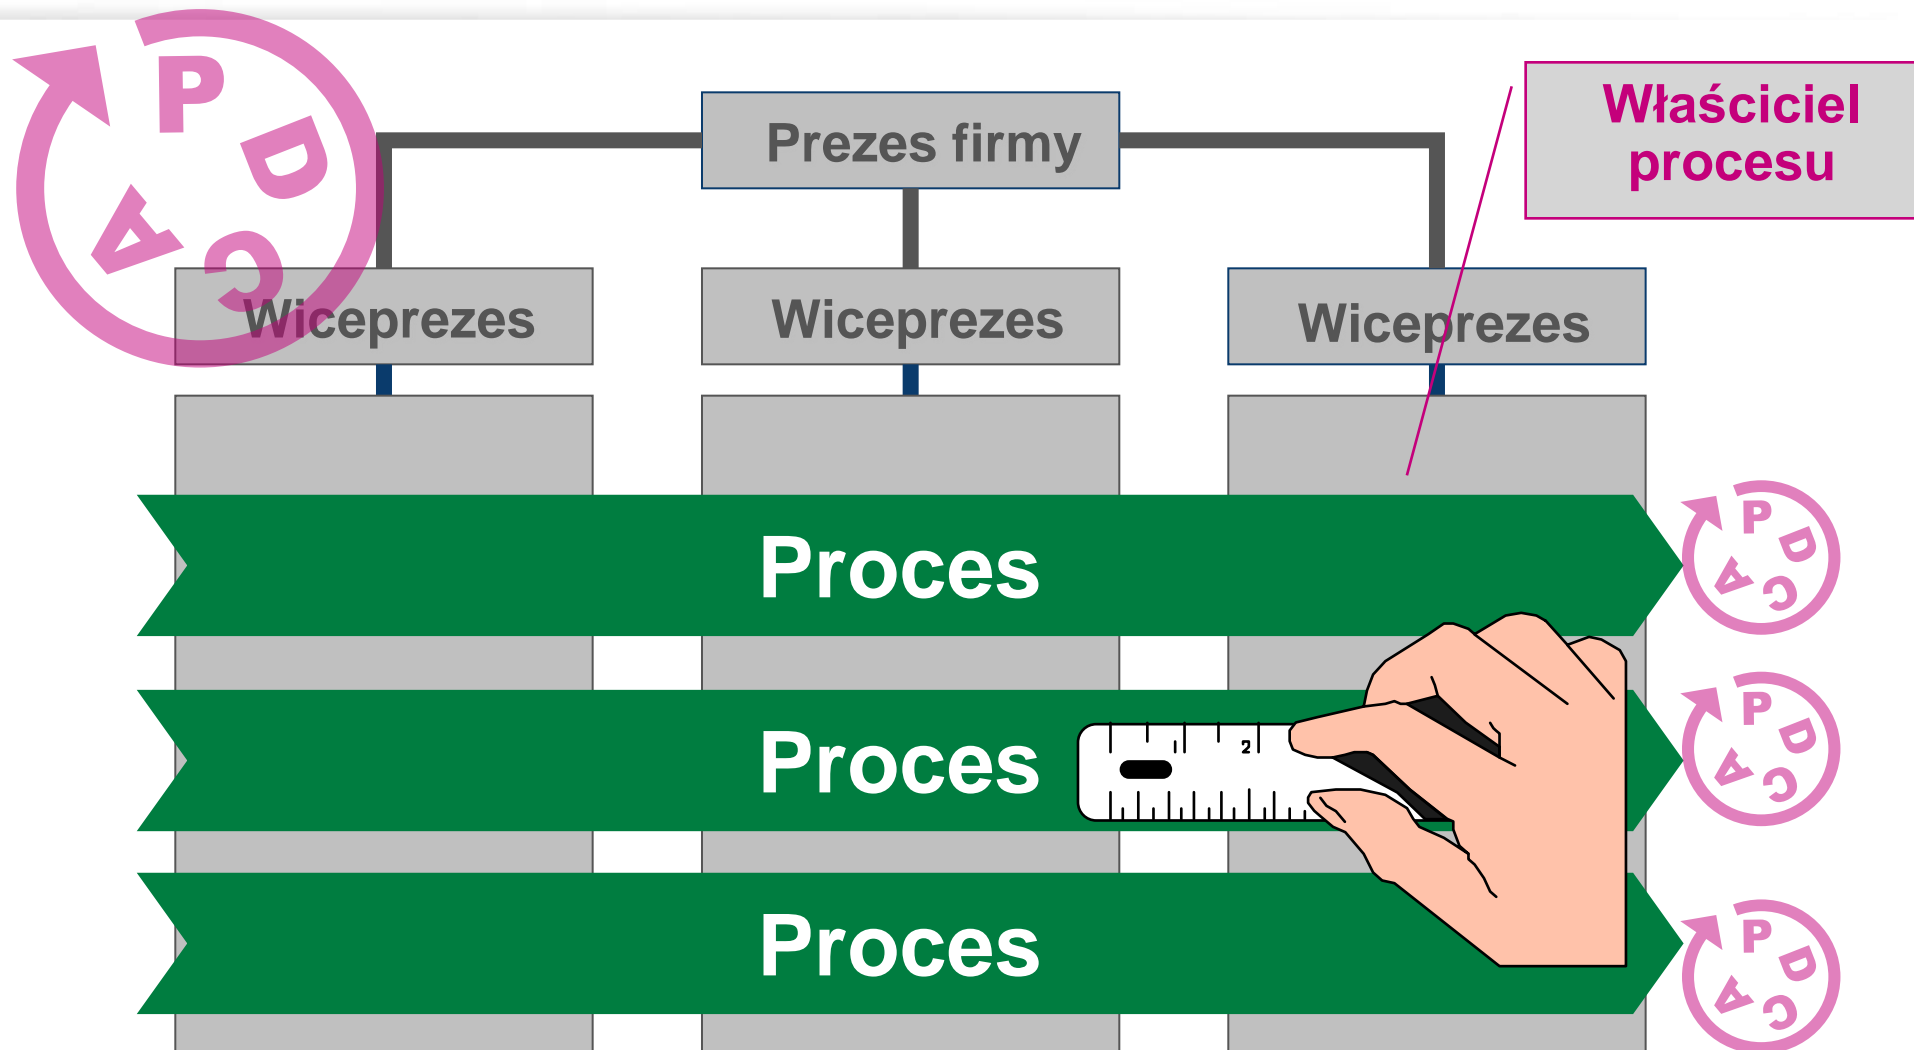 P
D
C
A
Prezes firmy
Właściciel
procesu
Wiceprezes
Wiceprezes
Wiceprezes
Proces
P
D
C
A
Proces
2
P
D
C
A
Proces
P
D
C
A